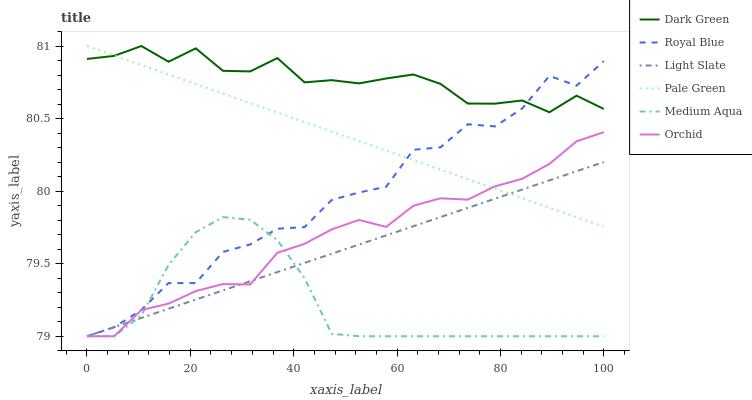 title
Dark Green
Royal Blue
Light Slate
Pale Green
Medium Aqua
Orchid
yaxis_label
81
80.5
80
79.5
79
0
20
40
60
80
100
xaxis_label